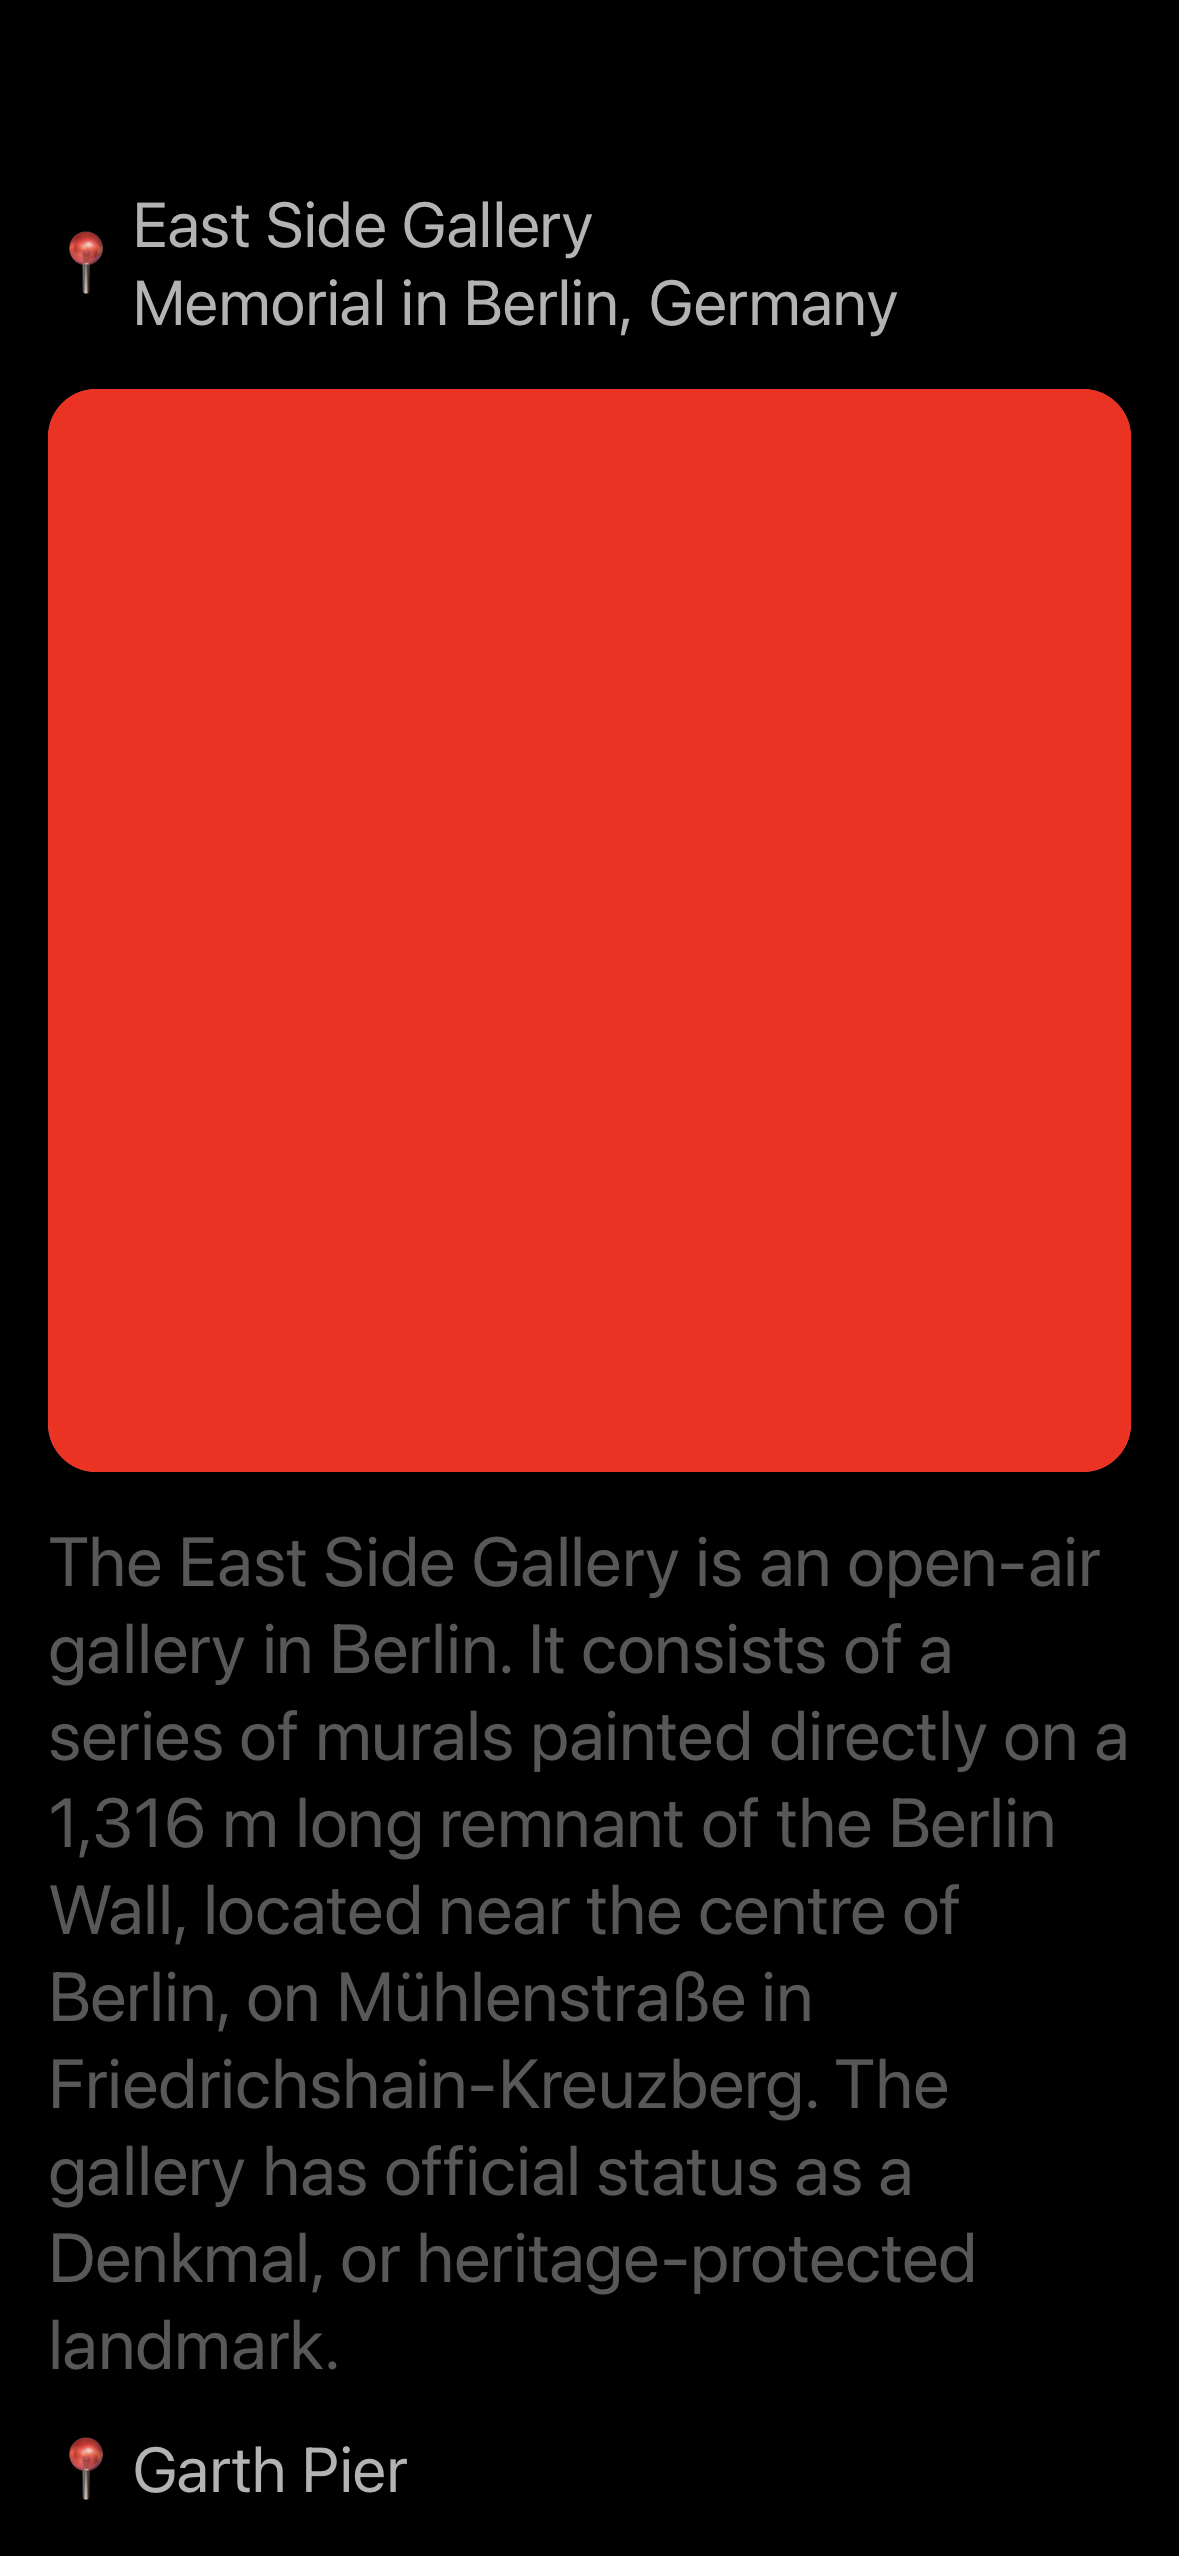 East Side Gallery
Memorial in Berlin, Germany
The East Side Gallery is an open-air
gallery in Berlin. It consists of a
series of murals painted directly on a
1,316 m long remnant of the Berlin
Wall, located near the centre of
Berlin, on Mühlenstraße in
Friedrichshain-Kreuzberg. The
gallery has official status as a
Denkmal, or heritage-protected
landmark.
Garth Pier